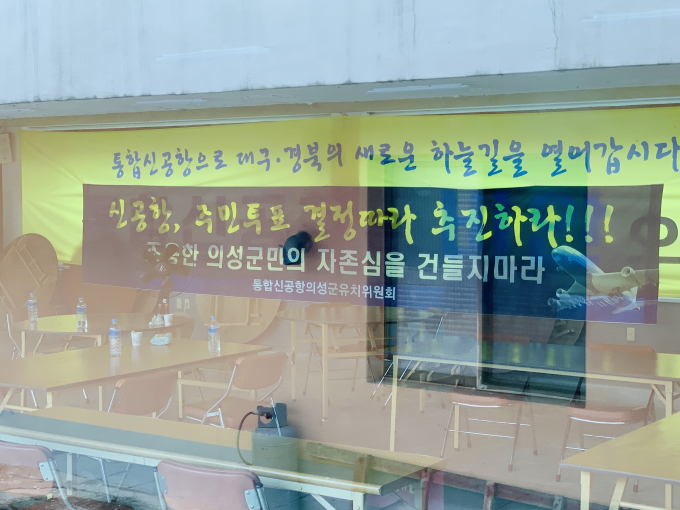 통합신공항으로 대구·경북의 새로운 하늘길을 열어갑시다
신공항, 주민투표 결정따라 추진하라!!!
의성군민의 자존심을 건들지마라
통합신공항의성군유치위원회